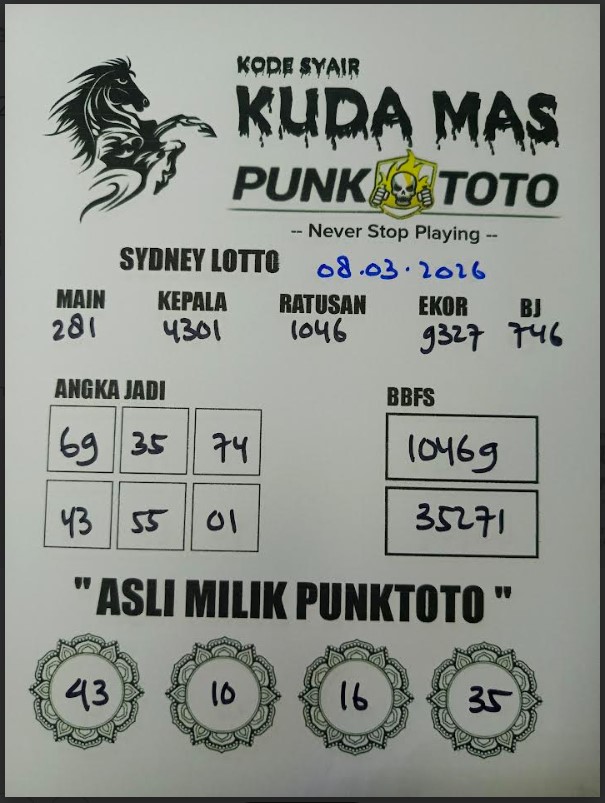 KODE SYAIR
KUDA MAS
PUNK TOTO
-- Never Stop Playing --
SYDNEY LOTTO 08.03.2026
MAIN KEPALA RATUSAN EKOR BJ
281 4301 1046 9327 746
ANGKA JADI BBFS
69 35 74 10469
43 55 01 35271
" ASLI MILIK PUNKTOTO "
43 10 16 35